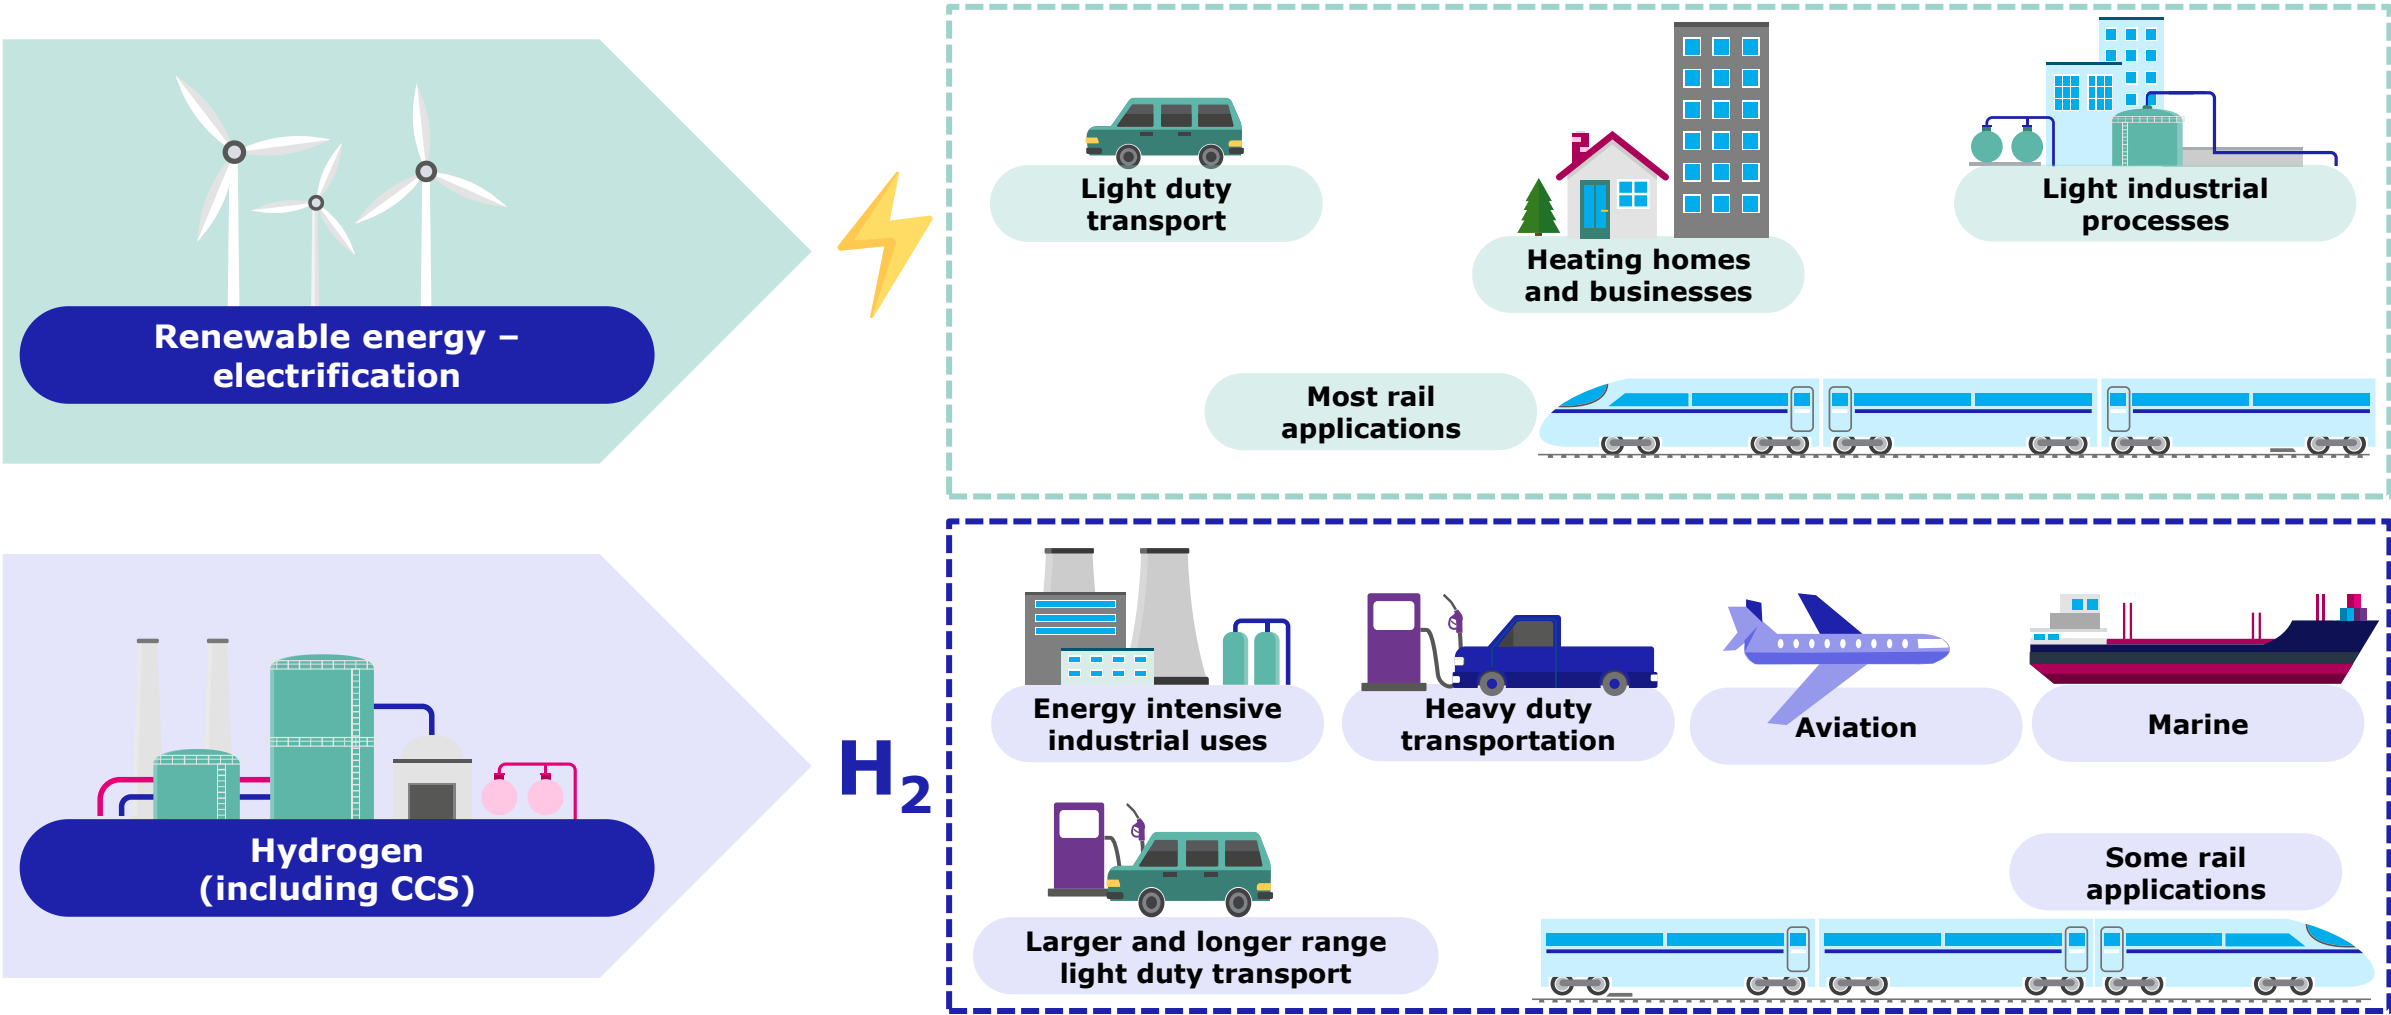 Renewable energy –
electrification
Light duty
transport
Heating homes
and businesses
Light industrial
processes
Most rail
applications
Hydrogen
(including CCS)
H₂
Energy intensive
industrial uses
Heavy duty
transportation
Aviation
Marine
Larger and longer range
light duty transport
Some rail
applications